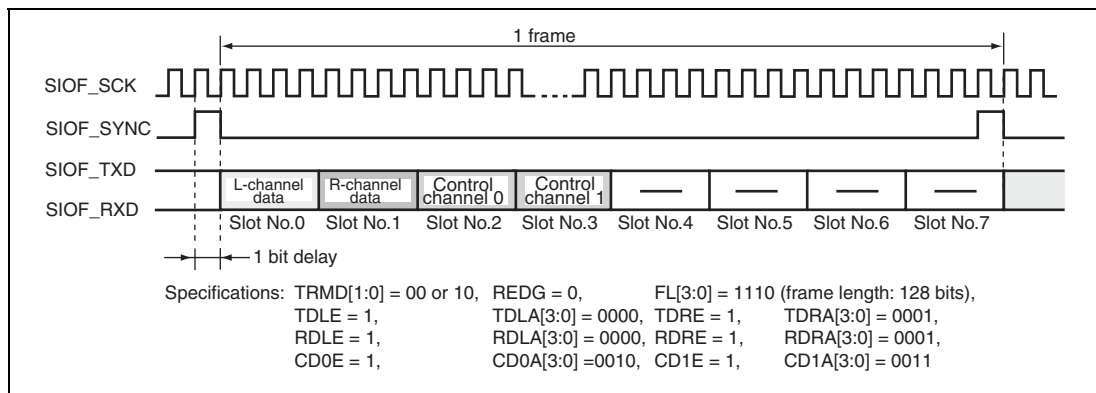 1 frame
SIOF_SCK
SIOF_SYNC
SIOF_TXD
SIOF_RXD
L-channel data
R-channel data
Control channel 0
Control channel 1
Slot No.0 Slot No.1 Slot No.2 Slot No.3 Slot No.4 Slot No.5 Slot No.6 Slot No.7
1 bit delay
Specifications: TRMD[1:0] = 00 or 10, REDG = 0, FL[3:0] = 1110 (frame length: 128 bits),
TDLE = 1, TDLA[3:0] = 0000, TDRE = 1, TDRA[3:0] = 0001,
RDLE = 1, RDLA[3:0] = 0000, RDRE = 1, RDRA[3:0] = 0001,
CD0E = 1, CD0A[3:0] =0010, CD1E = 1, CD1A[3:0] = 0011